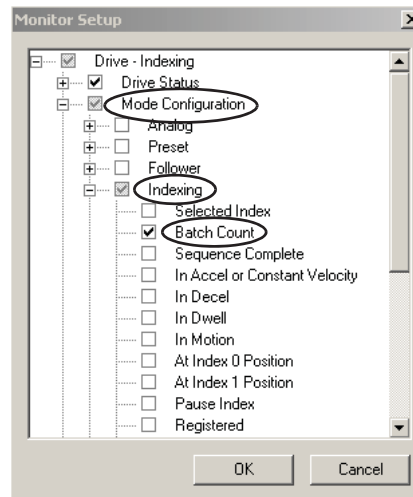 Monitor Setup
Drive - Indexing
Drive Status
Mode Configuration
Analog
Preset
Follower
Indexing
Selected Index
Batch Count
Sequence Complete
In Accel or Constant Velocity
In Decel
In Dwell
In Motion
At Index 0 Position
At Index 1 Position
Pause Index
Registered
OK
Cancel